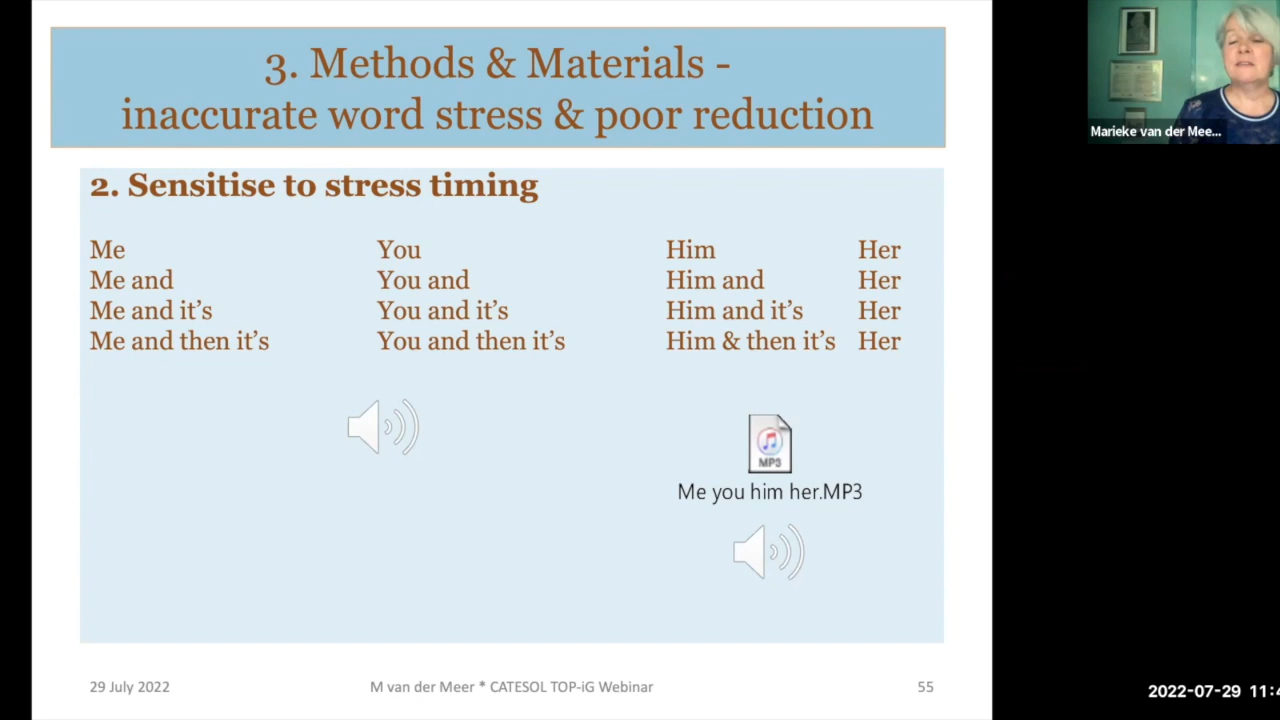 3. Methods & Materials -
inaccurate word stress & poor reduction
Marieke van der Mee...
2. Sensitise to stress timing
Me You Him Her
Me and You and Him and Her
Me and it's You and it's Him and it's Her
Me and then it's You and then it's Him & then it's Her
MP3
Me you him her.MP3
29 July 2022 M van der Meer * CATESOL TOP-iG Webinar 55
2022-07-29 11:4